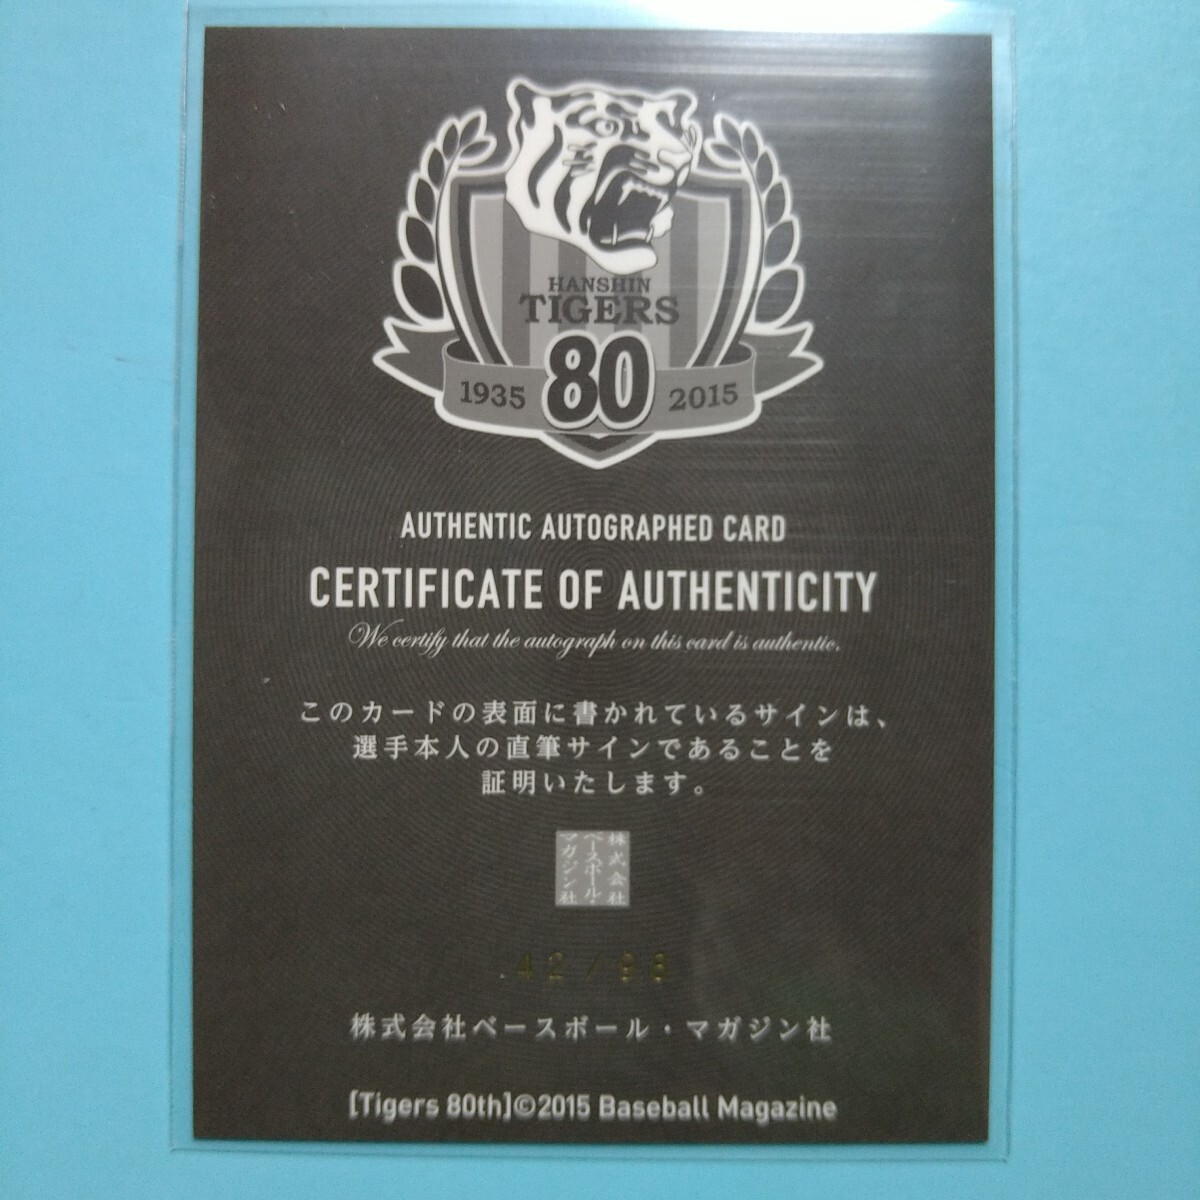 HANSHIN
TIGERS
1935 80 2015
AUTHENTIC AUTOGRAPHED CARD
CERTIFICATE OF AUTHENTICITY
We certify that the autograph on this card is authentic.
このカードの表面に書かれているサインは、
選手本人の直筆サインであることを
証明いたします。
株式会社
ベースボール・
マガジン社
株式会社ベースボール・マガジン社
[Tigers 80th]©2015 Baseball Magazine